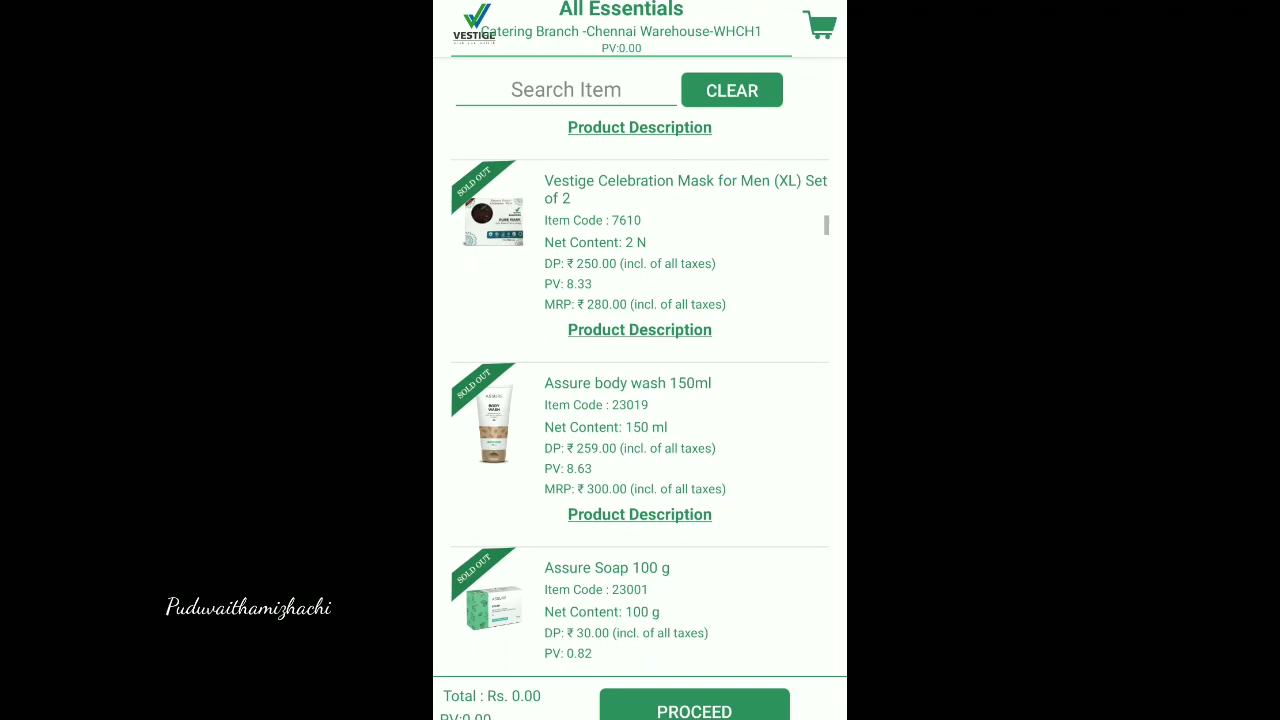 All Essentials
VESTIGE
Catering Branch -Chennai Warehouse-WHCH1
PV:0.00
Search Item
CLEAR
Product Description
SOLD OUT
Vestige Celebration Mask for Men (XL) Set
of 2
Item Code : 7610
Net Content: 2 N
DP: ₹ 250.00 (incl. of all taxes)
PV: 8.33
MRP: ₹ 280.00 (incl. of all taxes)
Product Description
SOLD OUT
BODY
WASH
Assure body wash 150ml
Item Code : 23019
Net Content: 150 ml
DP: ₹ 259.00 (incl. of all taxes)
PV: 8.63
MRP: ₹ 300.00 (incl. of all taxes)
Product Description
SOLD OUT
Assure Soap 100 g
Item Code : 23001
Net Content: 100 g
DP: ₹ 30.00 (incl. of all taxes)
PV: 0.82
Puduvaithamizhachi
Total : Rs. 0.00
PV:0.00
PROCEED